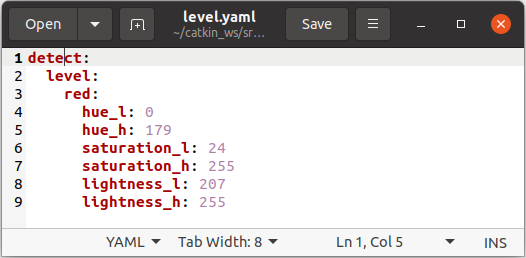 Open
level.yaml
~/catkin_ws/sr...
Save
1 detect:
2   level:
3     red:
4       hue_l: 0
5       hue_h: 179
6       saturation_l: 24
7       saturation_h: 255
8       lightness_l: 207
9       lightness_h: 255
YAML Tab Width: 8 Ln 1, Col 5 INS